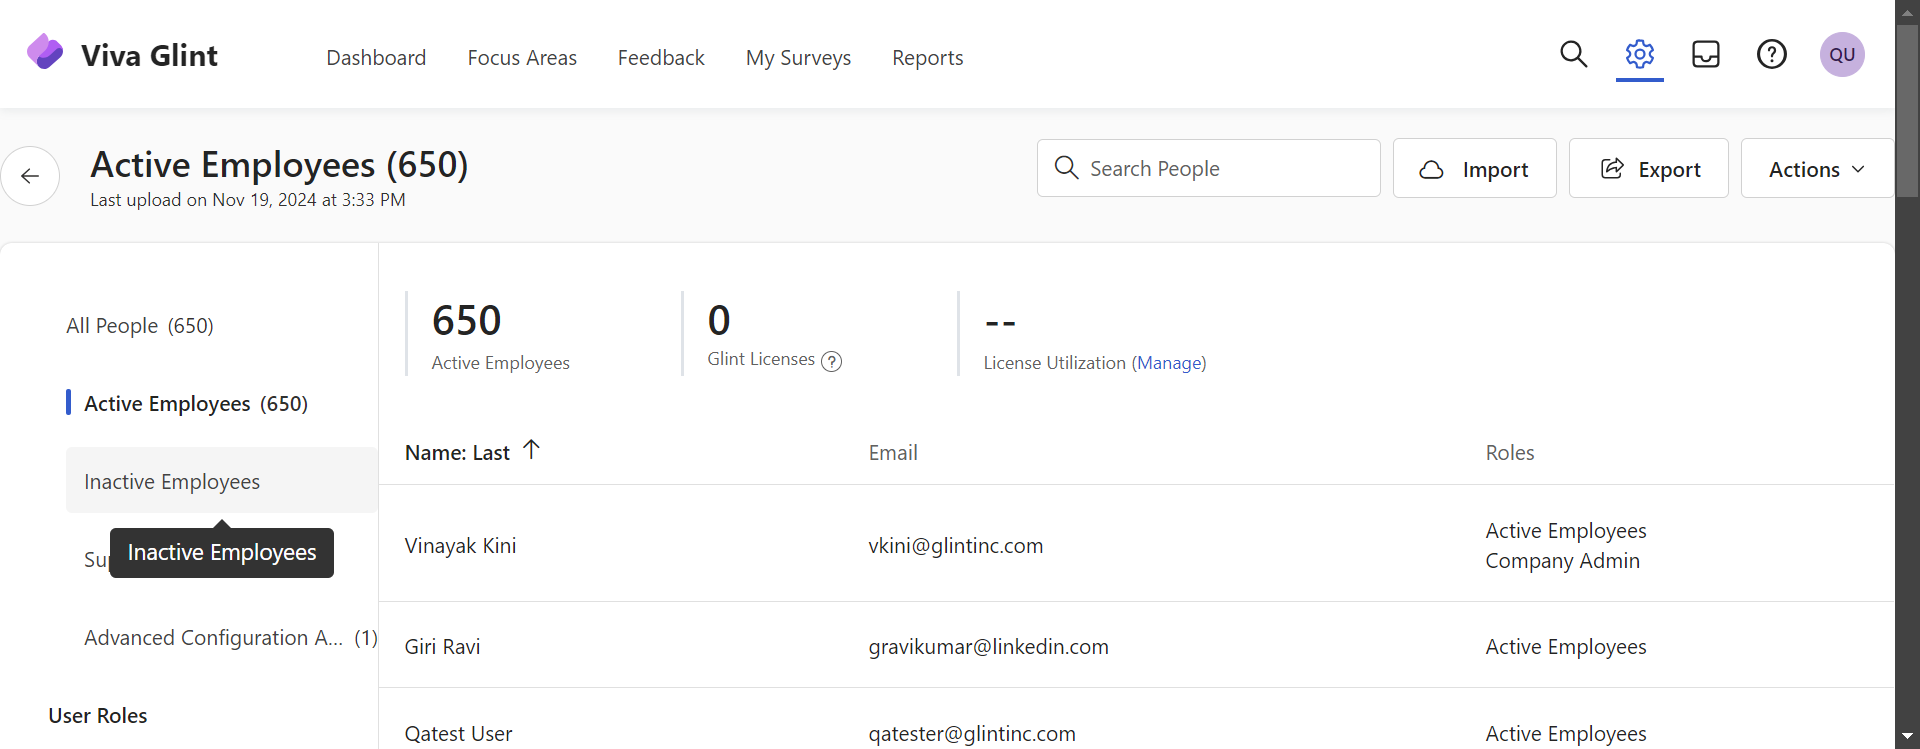 Viva Glint
Dashboard
Focus Areas
Feedback
My Surveys
Reports
QU
Active Employees (650)
Last upload on Nov 19, 2024 at 3:33 PM
Search People
Import
Export
Actions
All People (650)
Active Employees (650)
Inactive Employees
Inactive Employees
Advanced Configuration A... (1)
User Roles
650
Active Employees
0
Glint Licenses
--
License Utilization (Manage)
Name: Last
Email
Roles
Vinayak Kini
vkini@glintinc.com
Active Employees
Company Admin
Giri Ravi
gravikumar@linkedin.com
Active Employees
Qatest User
qatester@glintinc.com
Active Employees